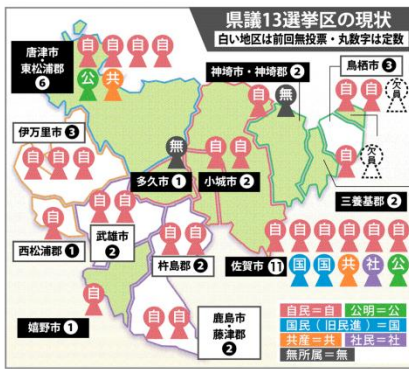 県議13選挙区の現状
白い地区は前回無投票・丸数字は定数
唐津市・
東松浦郡
6
自 自 自 自
公 共
神埼市・神埼郡 2
自 無
鳥栖市 3
自 自 欠員
伊万里市 3
自 自 自
無
多久市 1
自 自
小城市 2
自 欠員
三養基郡 2
自
西松浦郡 1
自 自
武雄市
2
自 自
杵島郡 2
自 自 自 自 自 自
佐賀市 11
国 国 共 社 公
自
嬉野市 1
自 自
鹿島市・
藤津郡
2
自民=自 公明=公
国民(旧民進)=国
共産=共 社民=社
無所属=無